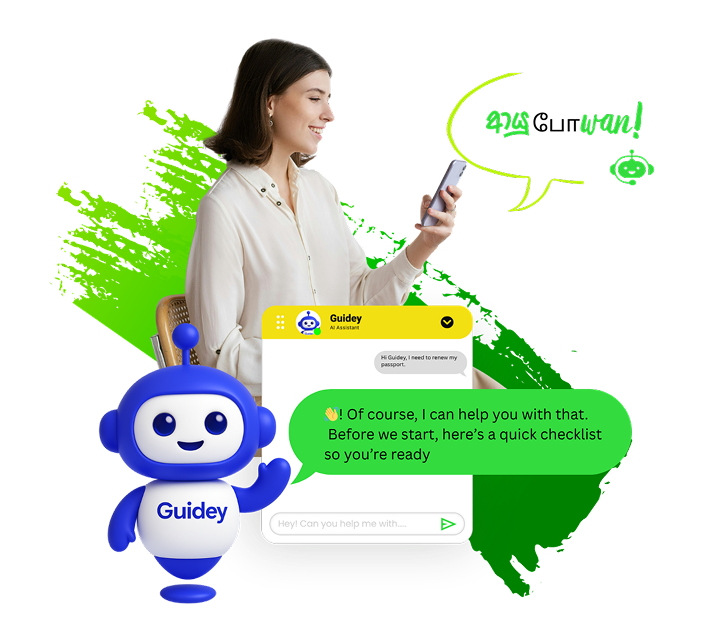 ආයුபோwan!
Guidey
AI Assistant
Hi Guidey, I need to renew my
passport.
👋! Of course, I can help you with that.
Before we start, here's a quick checklist
so you're ready
Guidey
Hey! Can you help me with....